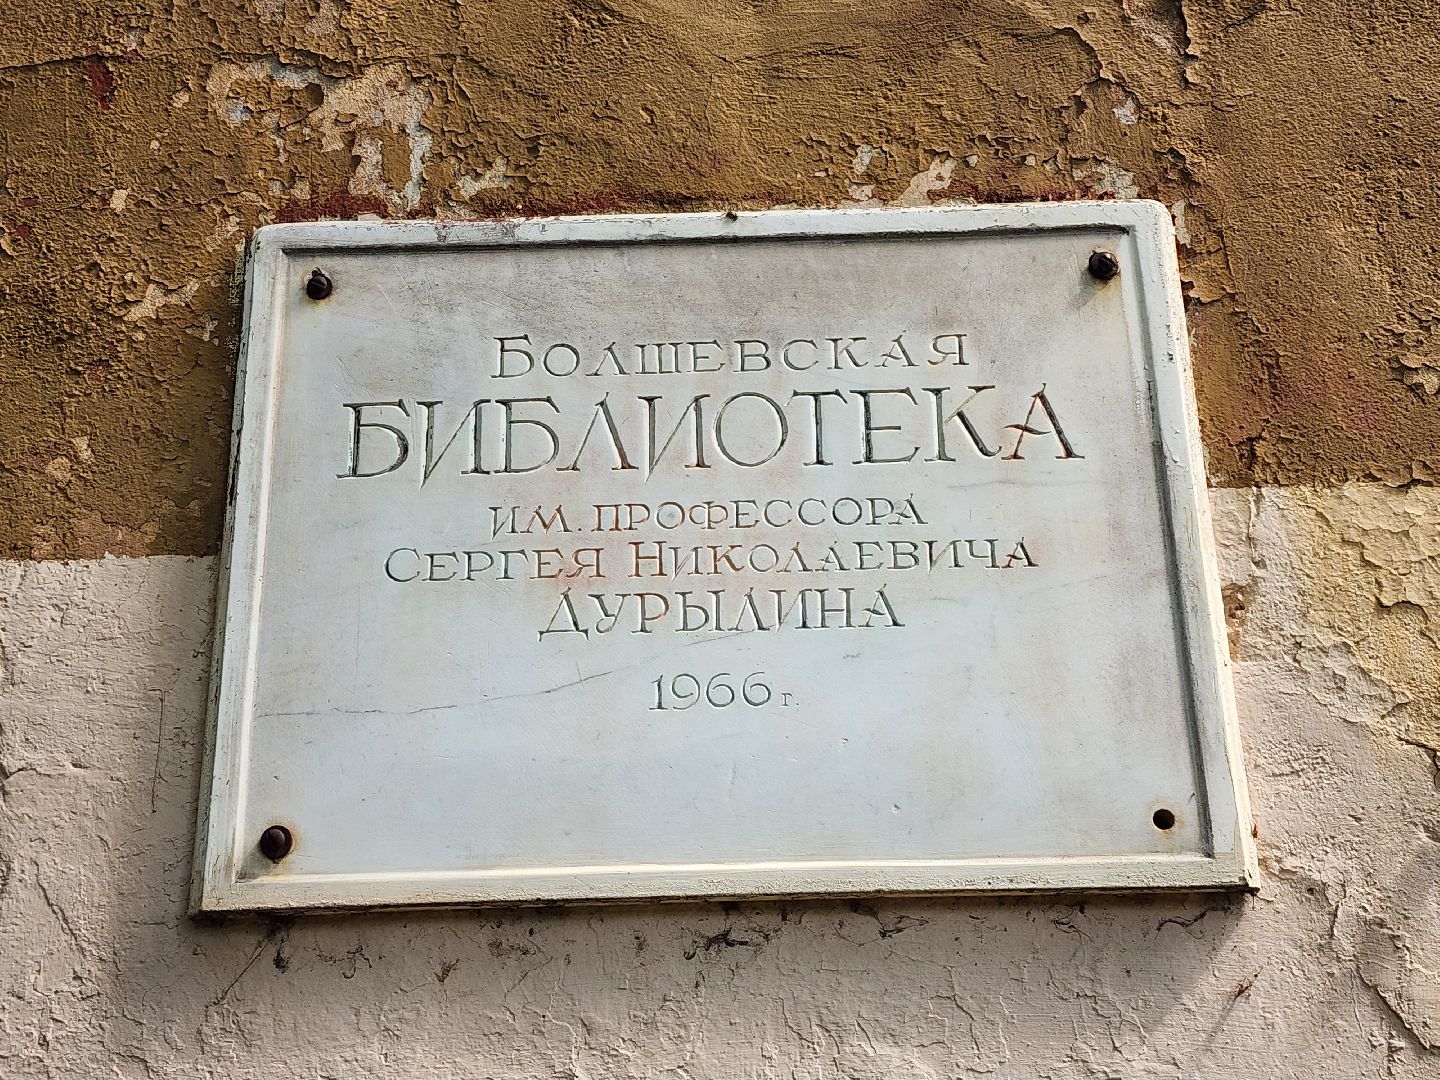 Болшевская
БИБЛИОТЕКА
им. профессора
Сергея Николаевича
Дурылина
1966 г.